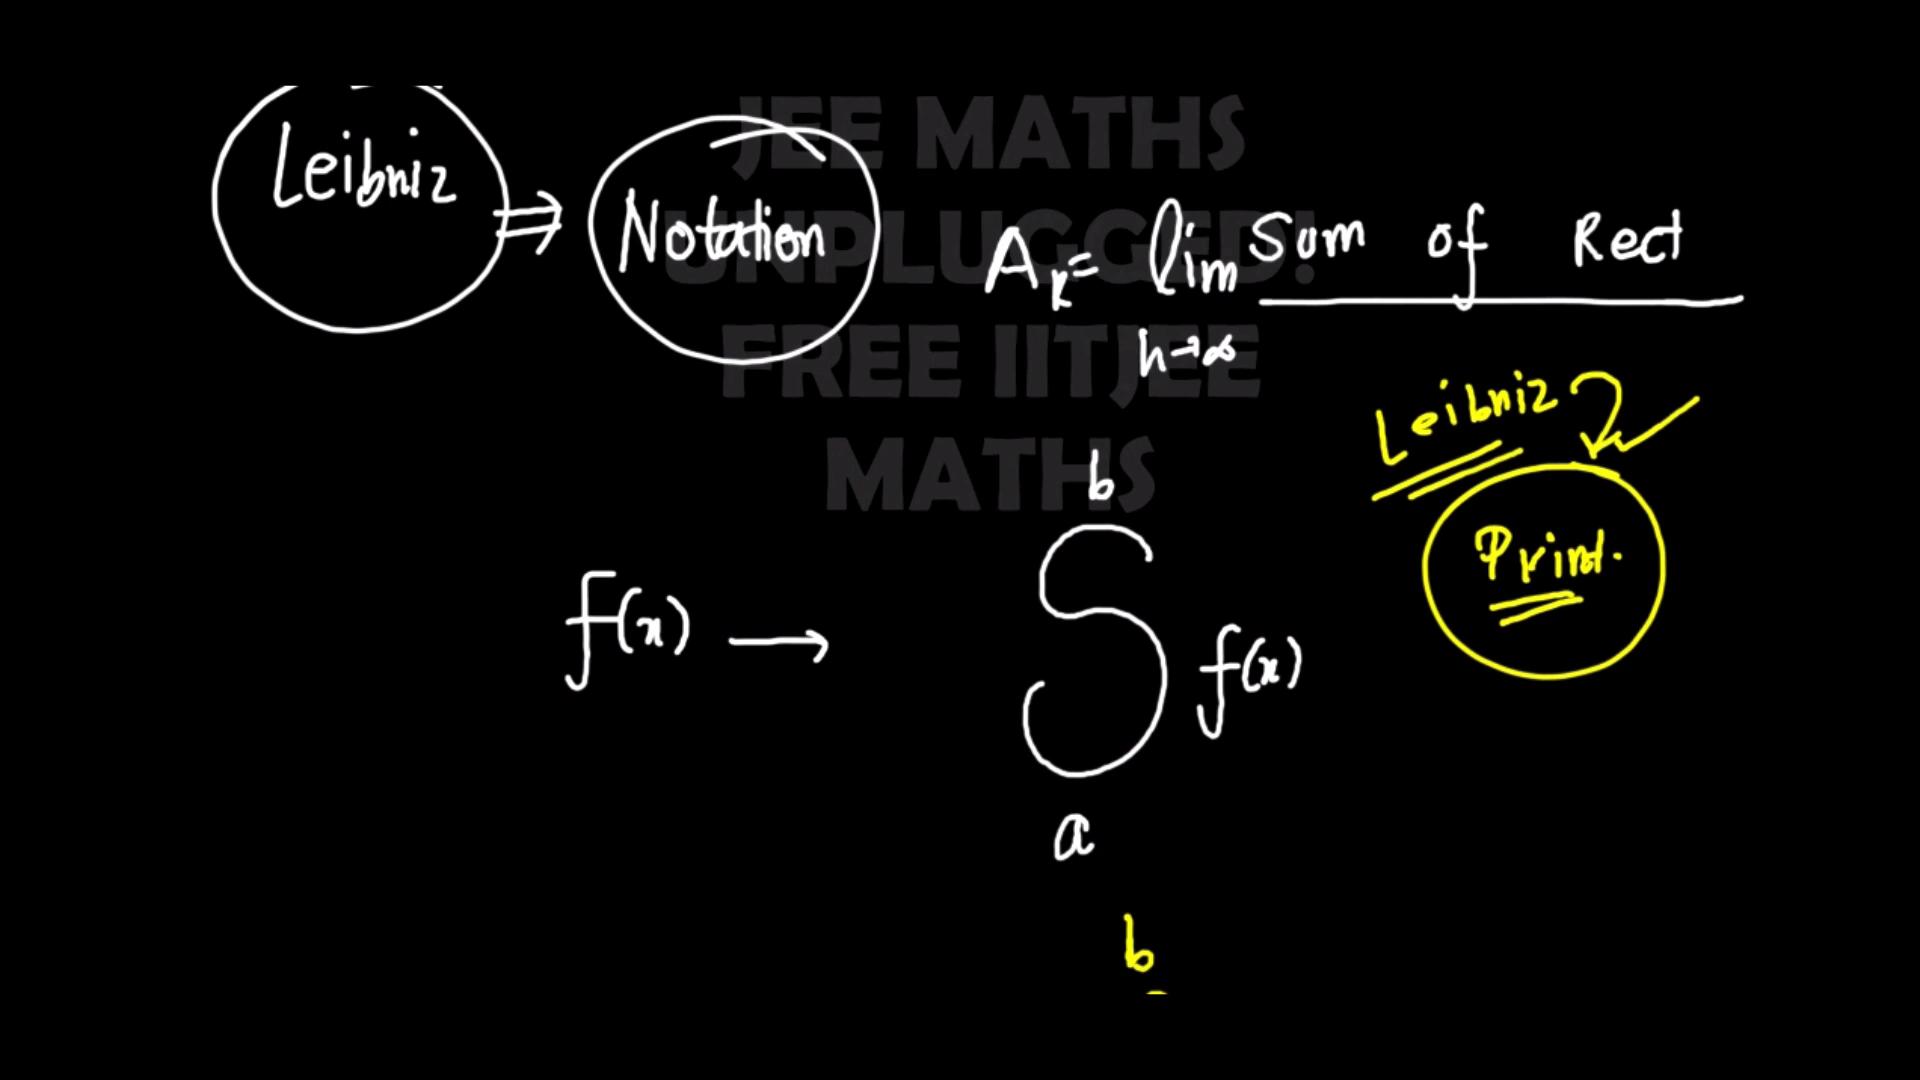 JEE MATHS
UNPLUGGED!
FREE IITJEE
MATHS
Leibniz ⇒ Notation
A_R = lim Sum of Rect
n→∞
Leibniz
Print.
b
f(x) → S f(x)
a
b